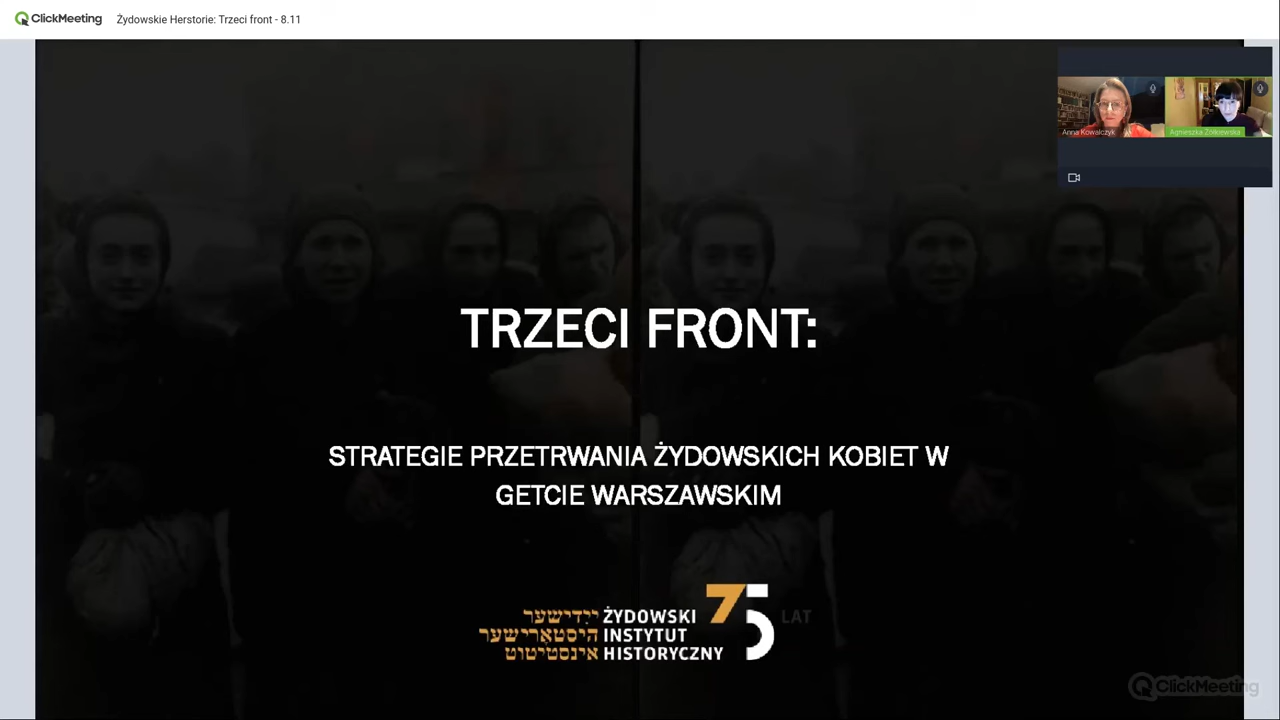 ClickMeeting
Żydowskie Herstorie: Trzeci front - 8.11
Anna Kowalczyk
Agnieszka Żółkiewska
TRZECI FRONT:
STRATEGIE PRZETRWANIA ŻYDOWSKICH KOBIET W
GETCIE WARSZAWSKIM
75 LAT
ייִדישער ŻYDOWSKI
היסטאָרישער INSTYTUT
אינסטיטוט HISTORYCZNY
ClickMeeting